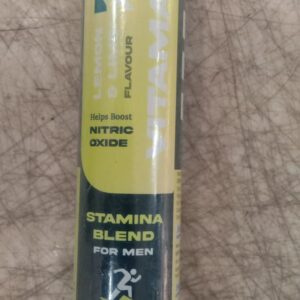 LEMON
& LIME
FLAVOUR
Helps Boost
NITRIC
OXIDE
STAMINA
BLEND
FOR MEN